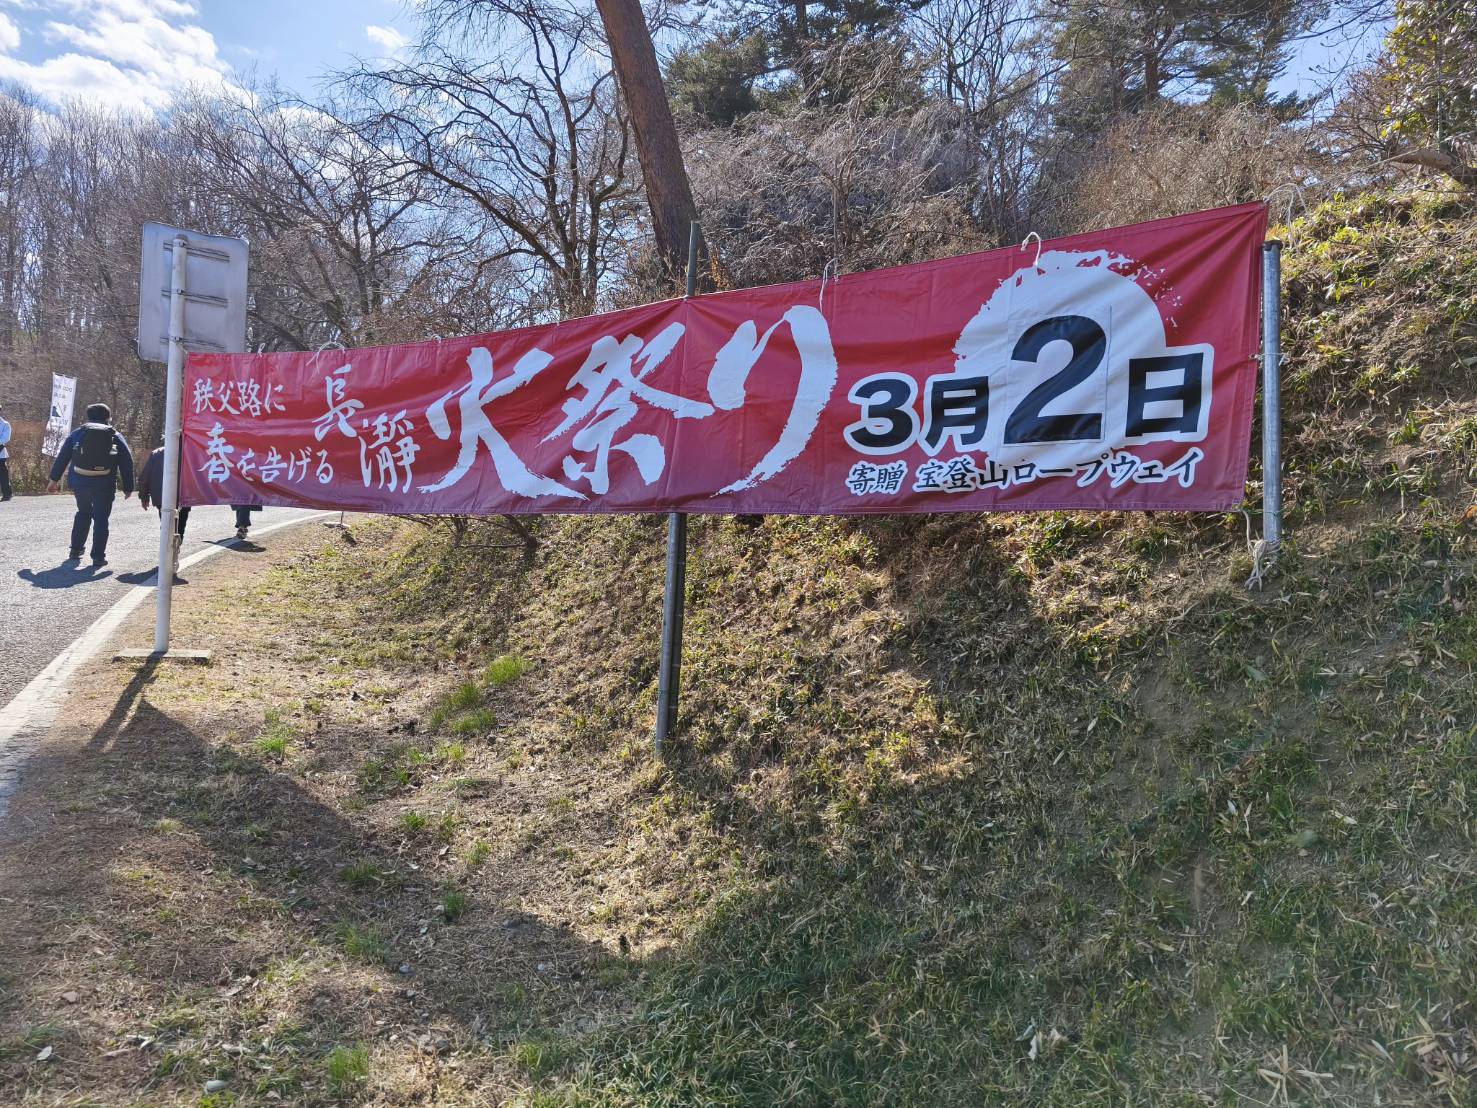 秩父路に
春を告げる
長瀞
火祭り
3月2日
寄贈 宝登山ロープウェイ